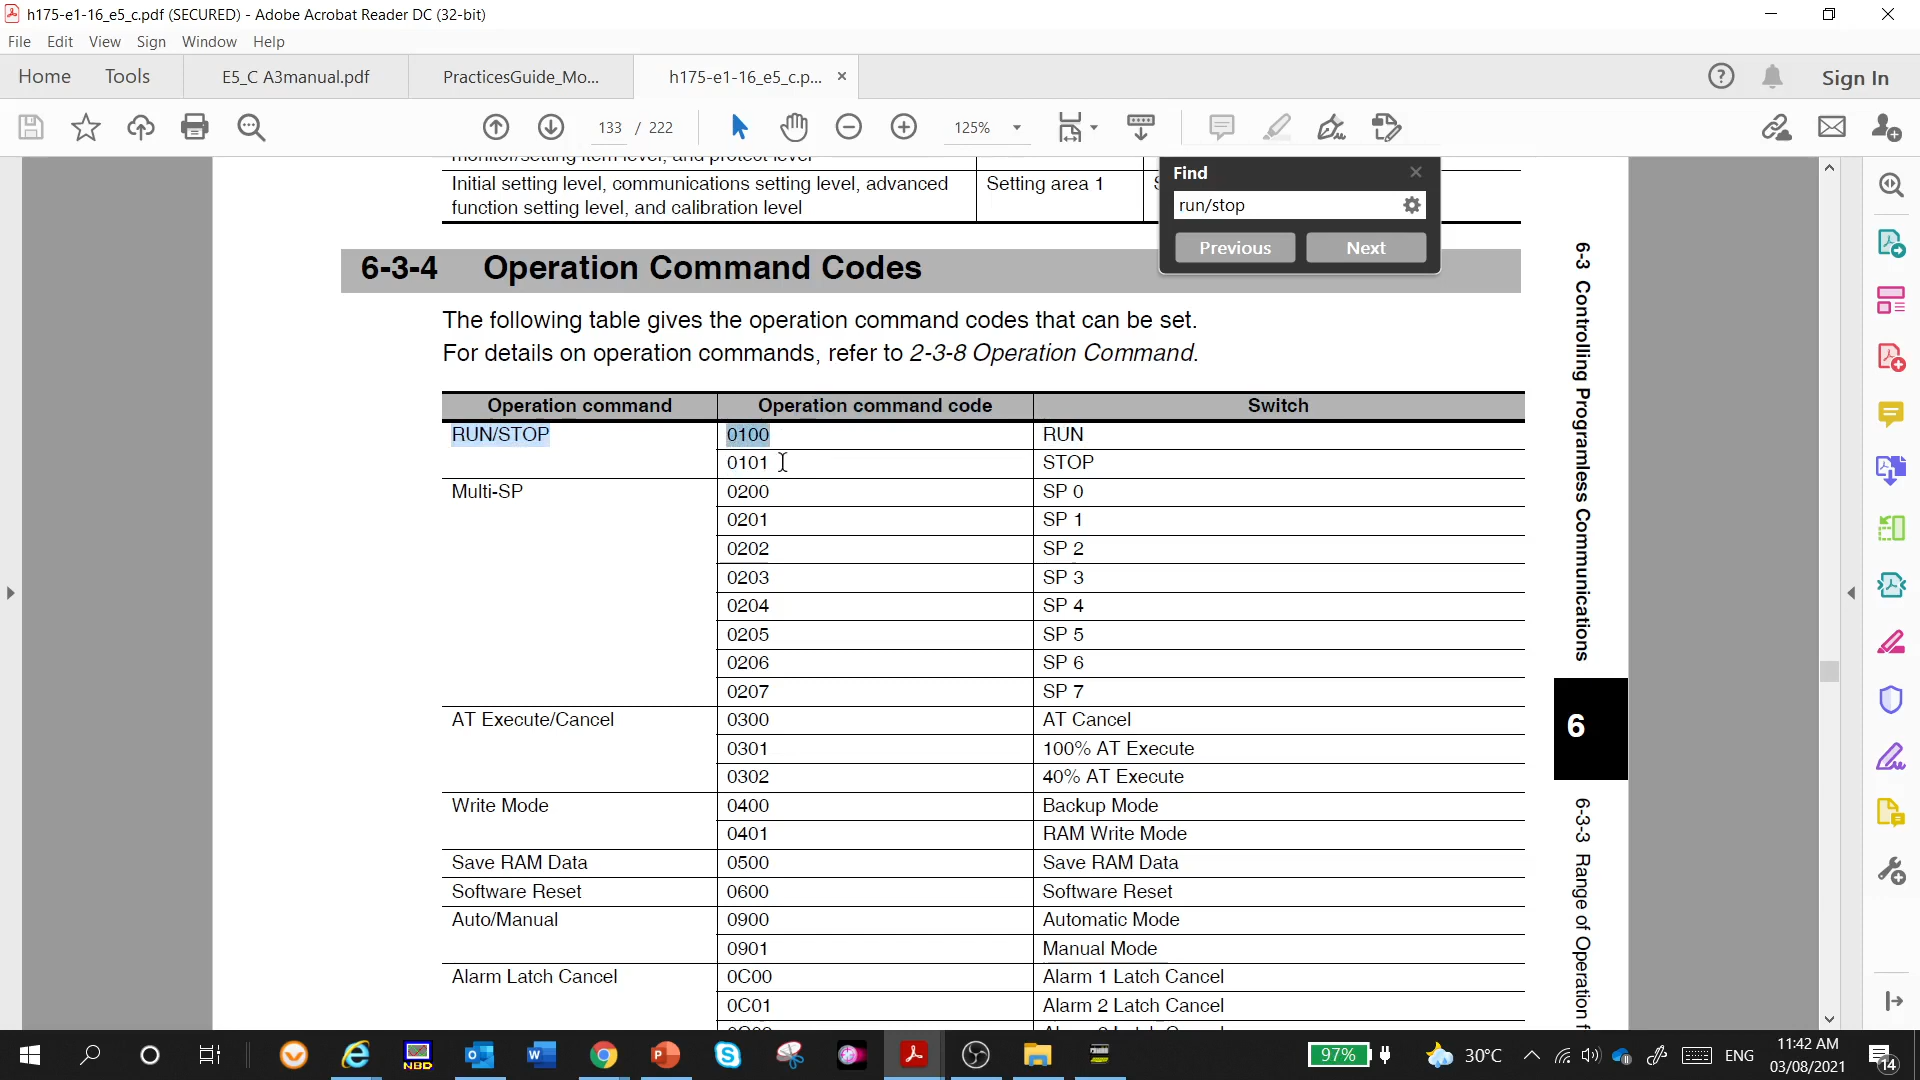 h175-e1-16_e5_c.pdf (SECURED) - Adobe Acrobat Reader DC (32-bit)
File Edit View Sign Window Help
Home Tools E5_C A3manual.pdf PracticesGuide_Mo... h175-e1-16_e5_c.p... × Sign In
133 / 222 125%
monitor/setting item level, and protect level
Initial setting level, communications setting level, advanced function setting level, and calibration level Setting area 1
Find
run/stop
Previous Next
6-3-4 Operation Command Codes
The following table gives the operation command codes that can be set.
For details on operation commands, refer to 2-3-8 Operation Command.
Operation command Operation command code Switch
RUN/STOP 0100 RUN
0101 STOP
Multi-SP 0200 SP 0
0201 SP 1
0202 SP 2
0203 SP 3
0204 SP 4
0205 SP 5
0206 SP 6
0207 SP 7
AT Execute/Cancel 0300 AT Cancel
0301 100% AT Execute
0302 40% AT Execute
Write Mode 0400 Backup Mode
0401 RAM Write Mode
Save RAM Data 0500 Save RAM Data
Software Reset 0600 Software Reset
Auto/Manual 0900 Automatic Mode
0901 Manual Mode
Alarm Latch Cancel 0C00 Alarm 1 Latch Cancel
0C01 Alarm 2 Latch Cancel
6-3 Controlling Programless Communications
6
6-3-3 Range of Operation f
NBD
97% 30°C ENG
11:42 AM
03/08/2021
14